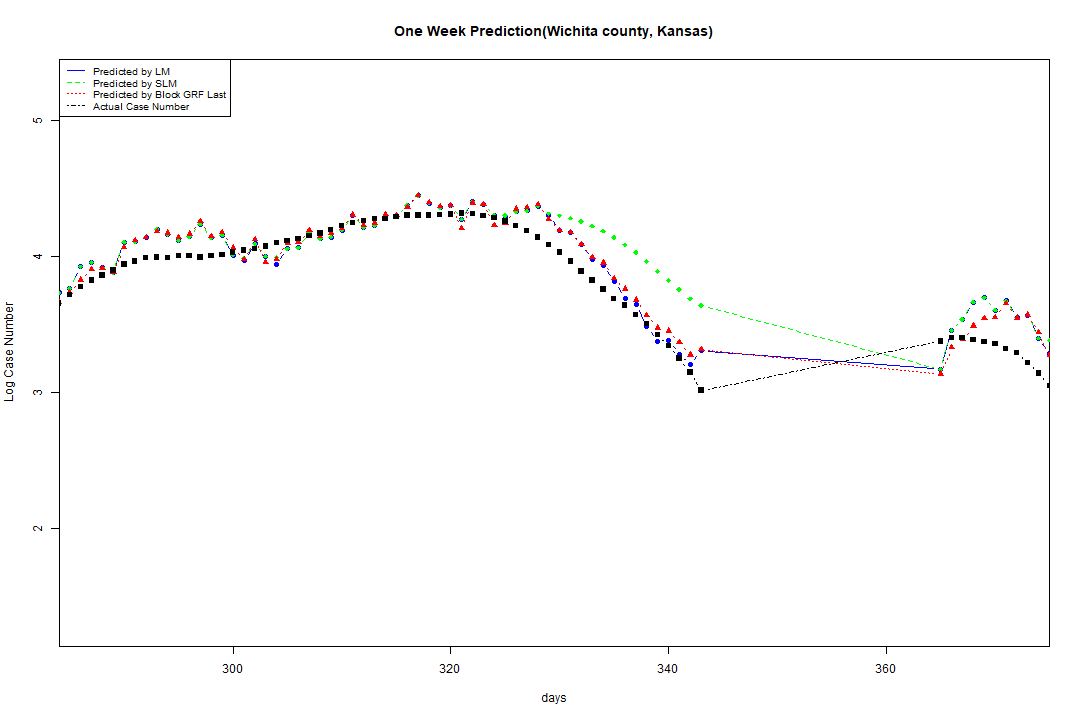 One Week Prediction(Wichita county, Kansas)
Predicted by LM
Predicted by SLM
Predicted by Block GRF Last
Actual Case Number
5
4
3
2
Log Case Number
300 320 340 360
days